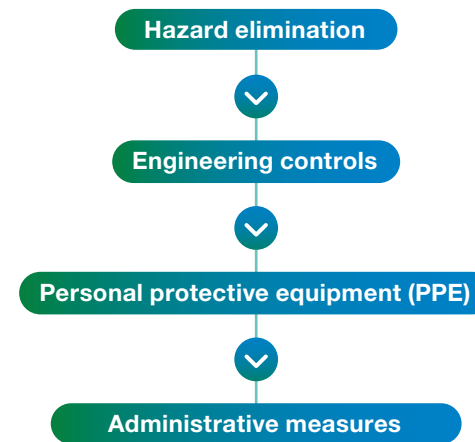 Hazard elimination
Engineering controls
Personal protective equipment (PPE)
Administrative measures